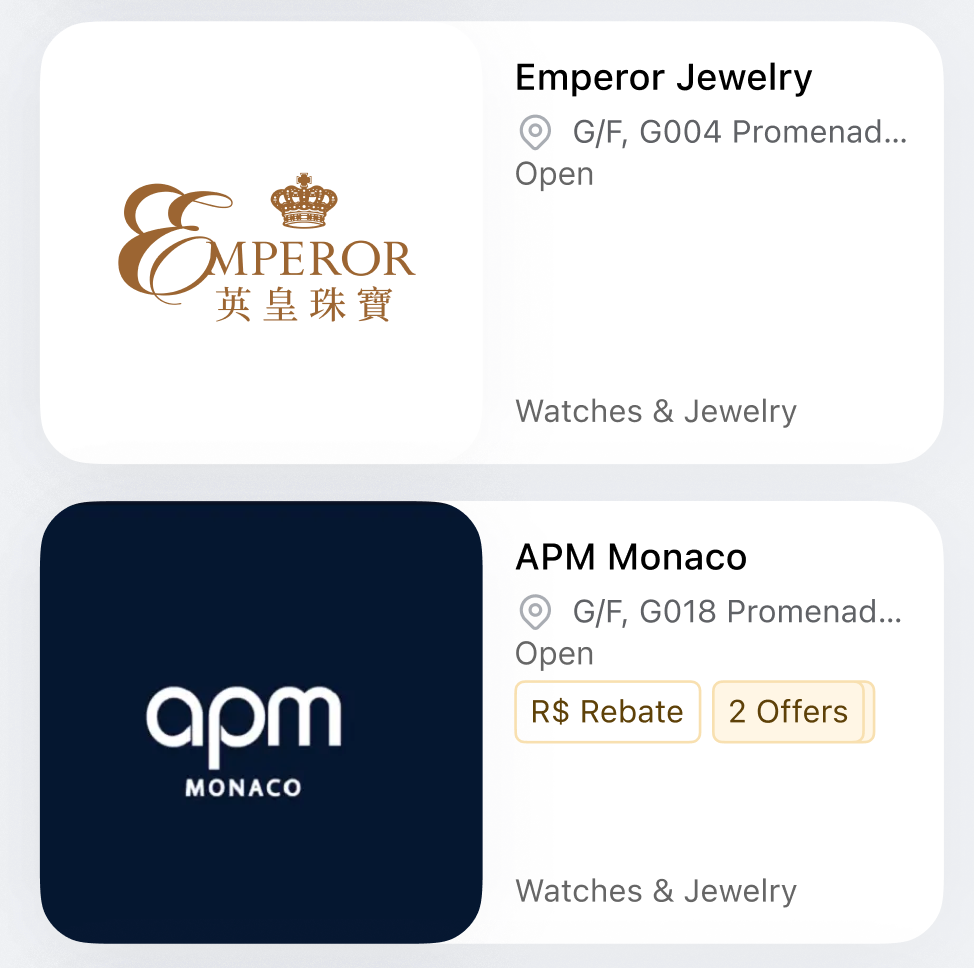 EMPEROR
英皇珠寶
Emperor Jewelry
G/F, G004 Promenad...
Open
Watches & Jewelry
apm
MONACO
APM Monaco
G/F, G018 Promenad...
Open
R$ Rebate
2 Offers
Watches & Jewelry